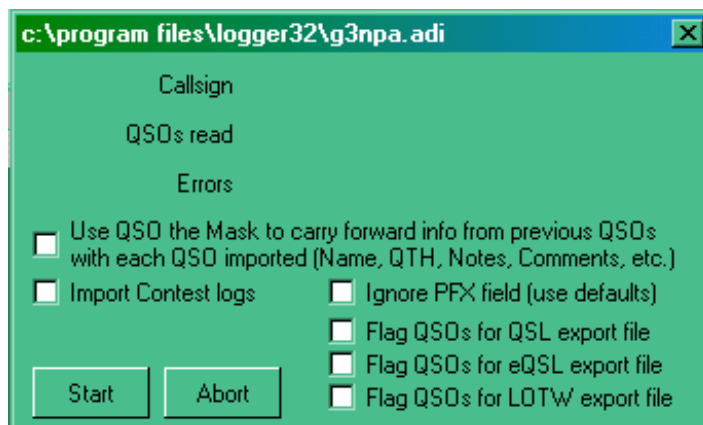 c:\program files\logger32\g3npa.adi
Callsign
QSOs read
Errors
Use QSO the Mask to carry forward info from previous QSOs
with each QSO imported (Name, QTH, Notes, Comments, etc.)
Import Contest logs
Ignore PFX field (use defaults)
Flag QSOs for QSL export file
Flag QSOs for eQSL export file
Flag QSOs for LOTW export file
Start
Abort